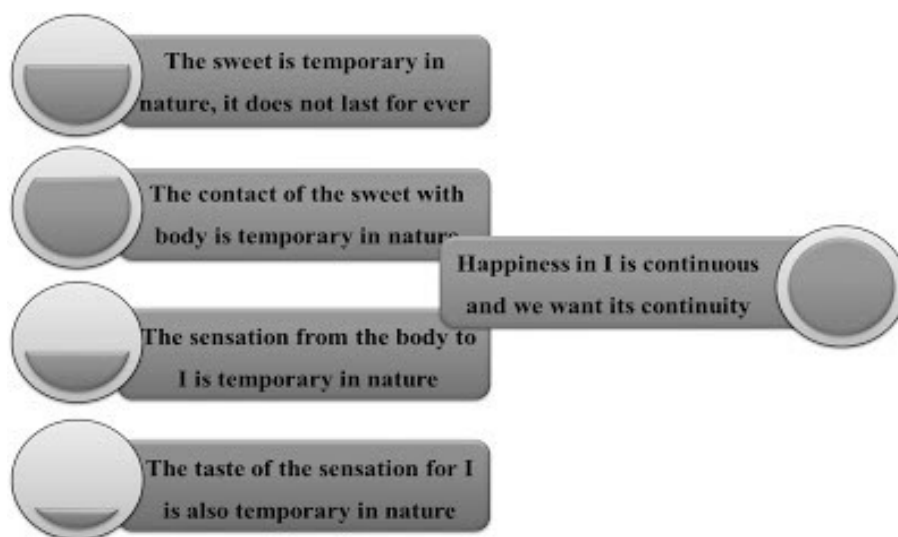 The sweet is temporary in
nature, it does not last for ever
The contact of the sweet with
body is temporary in nature
The sensation from the body to
I is temporary in nature
The taste of the sensation for I
is also temporary in nature
Happiness in I is continuous
and we want its continuity